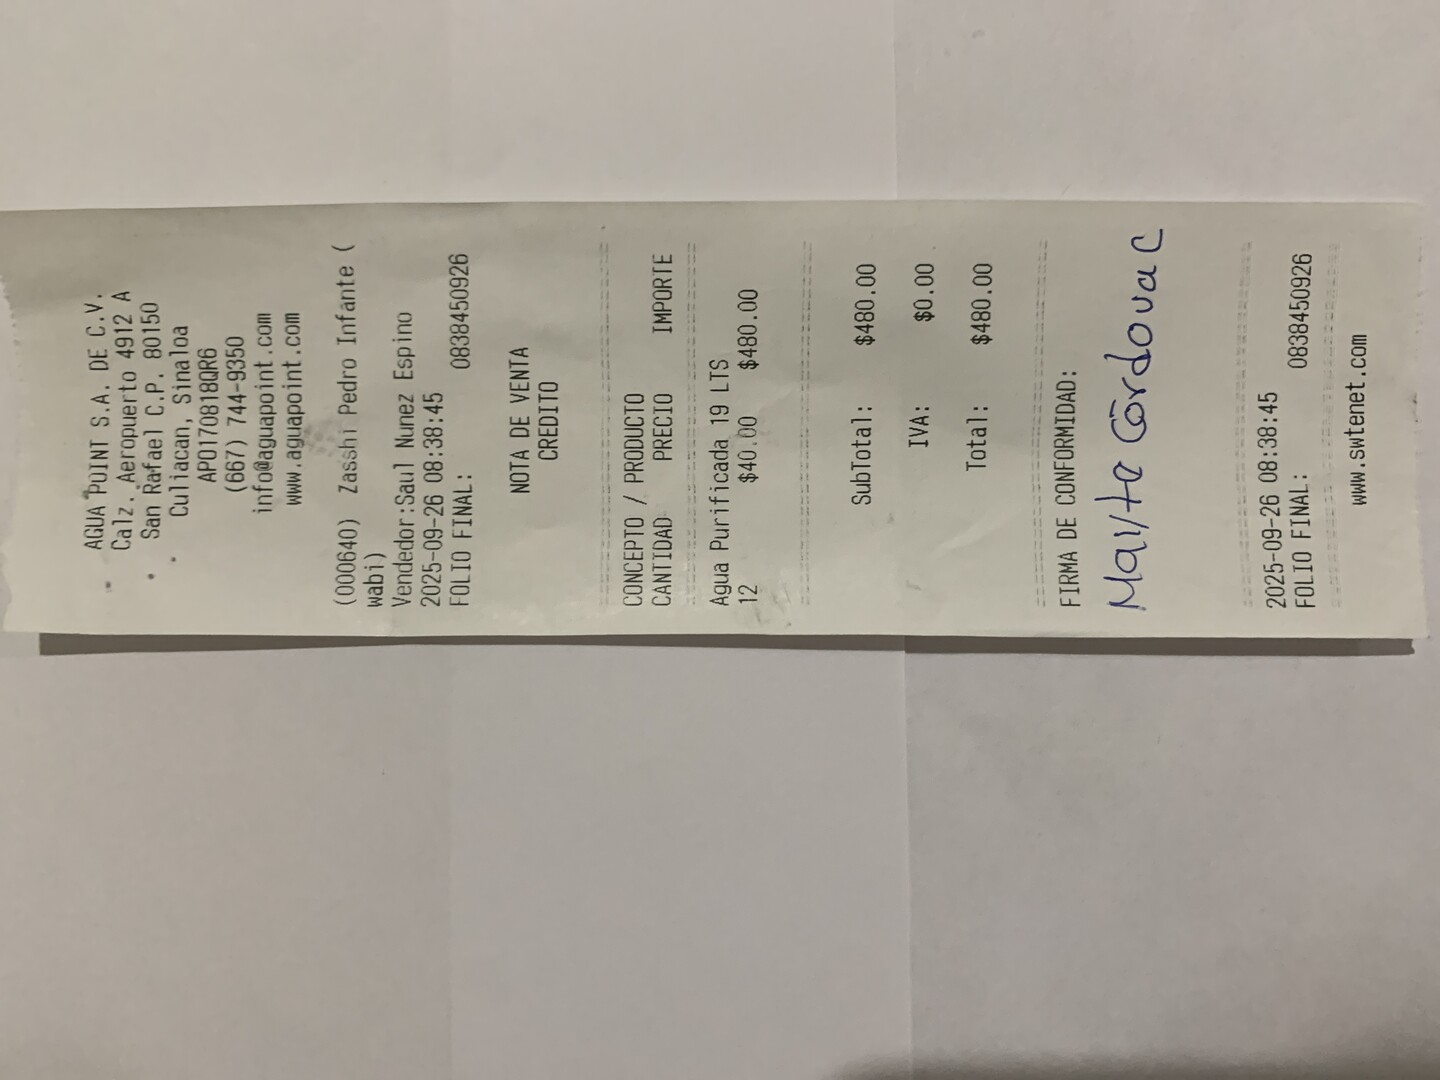 AGUA POINT S.A. DE C.V.
Calz. Aeropuerto 4912 A
San Rafael C.P. 80150
Culiacan, Sinaloa
APO170818QR6
(667) 744-9350
info@aguapoint.com
www.aguapoint.com
(000640) Zasshi Pedro Infante (
wabi)
Vendedor:Saul Nunez Espino
2025-09-26 08:38:45
FOLIO FINAL: 0838450926
NOTA DE VENTA
CREDITO
CONCEPTO / PRODUCTO
CANTIDAD PRECIO IMPORTE
Agua Purificada 19 LTS
12 $40.00 $480.00
SubTotal: $480.00
IVA: $0.00
Total: $480.00
FIRMA DE CONFORMIDAD:
Marta Córdova C
2025-09-26 08:38:45
FOLIO FINAL: 0838450926
www.swtenet.com